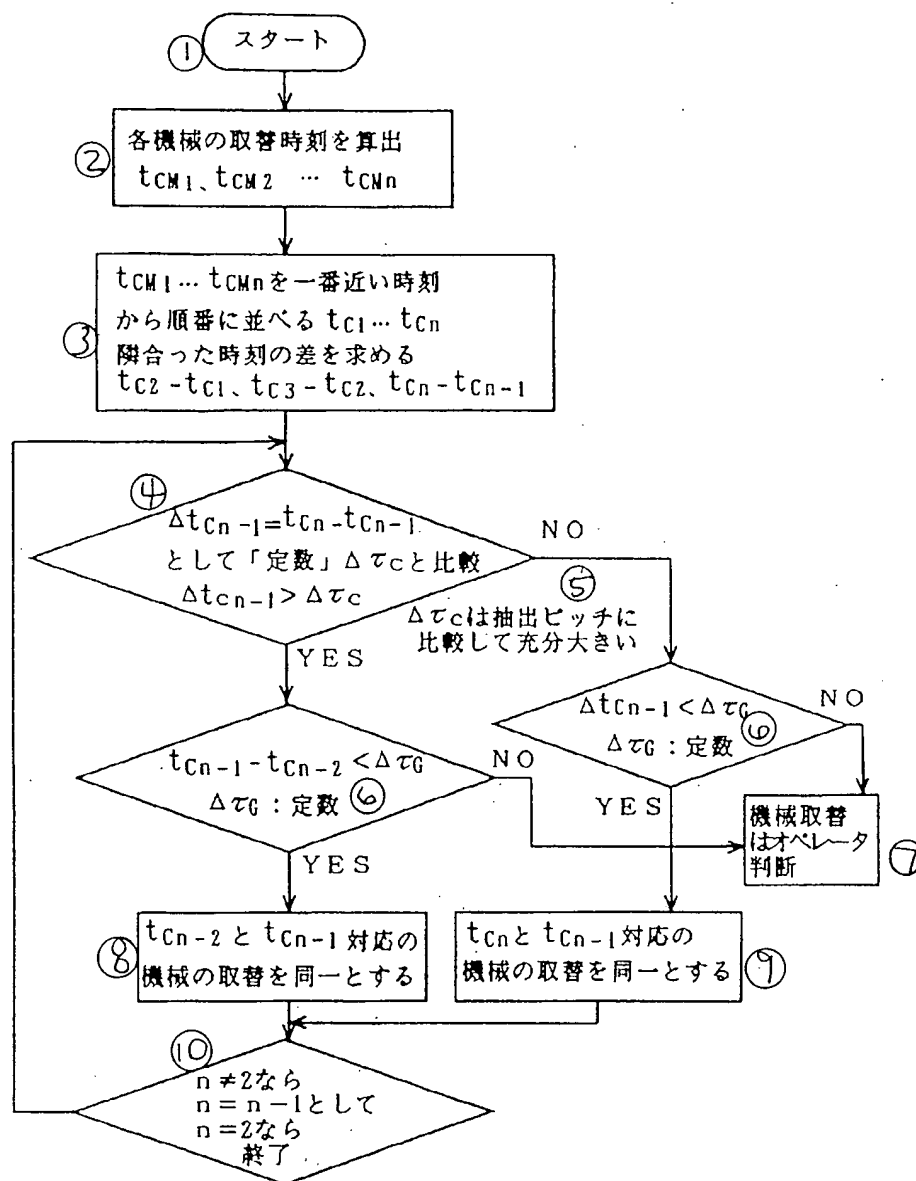 ① スタート
② 各機械の取替時刻を算出
tCM1、tCM2 … tCMn
③ tCM1…tCMnを一番近い時刻
から順番に並べる tC1…tCn
隣合った時刻の差を求める
tC2-tC1、tC3-tC2、tCn-tCn-1
④ ΔtCn-1=tCn-tCn-1
として「定数」Δτcと比較
Δtcn-1>Δτc
NO
YES
⑤
Δτcは抽出ピッチに
比較して充分大きい
ΔtCn-1<ΔτG
ΔτG:定数 ⑥
NO
YES
tCn-1-tCn-2<ΔτG
ΔτG:定数 ⑥
NO
YES
機械取替
はオペレータ
判断 ⑦
⑧ tCn-2とtCn-1対応の
機械の取替を同一とする
tCnとtCn-1対応の
機械の取替を同一とする ⑨
⑩
n≠2なら
n=n-1として
n=2なら
終了